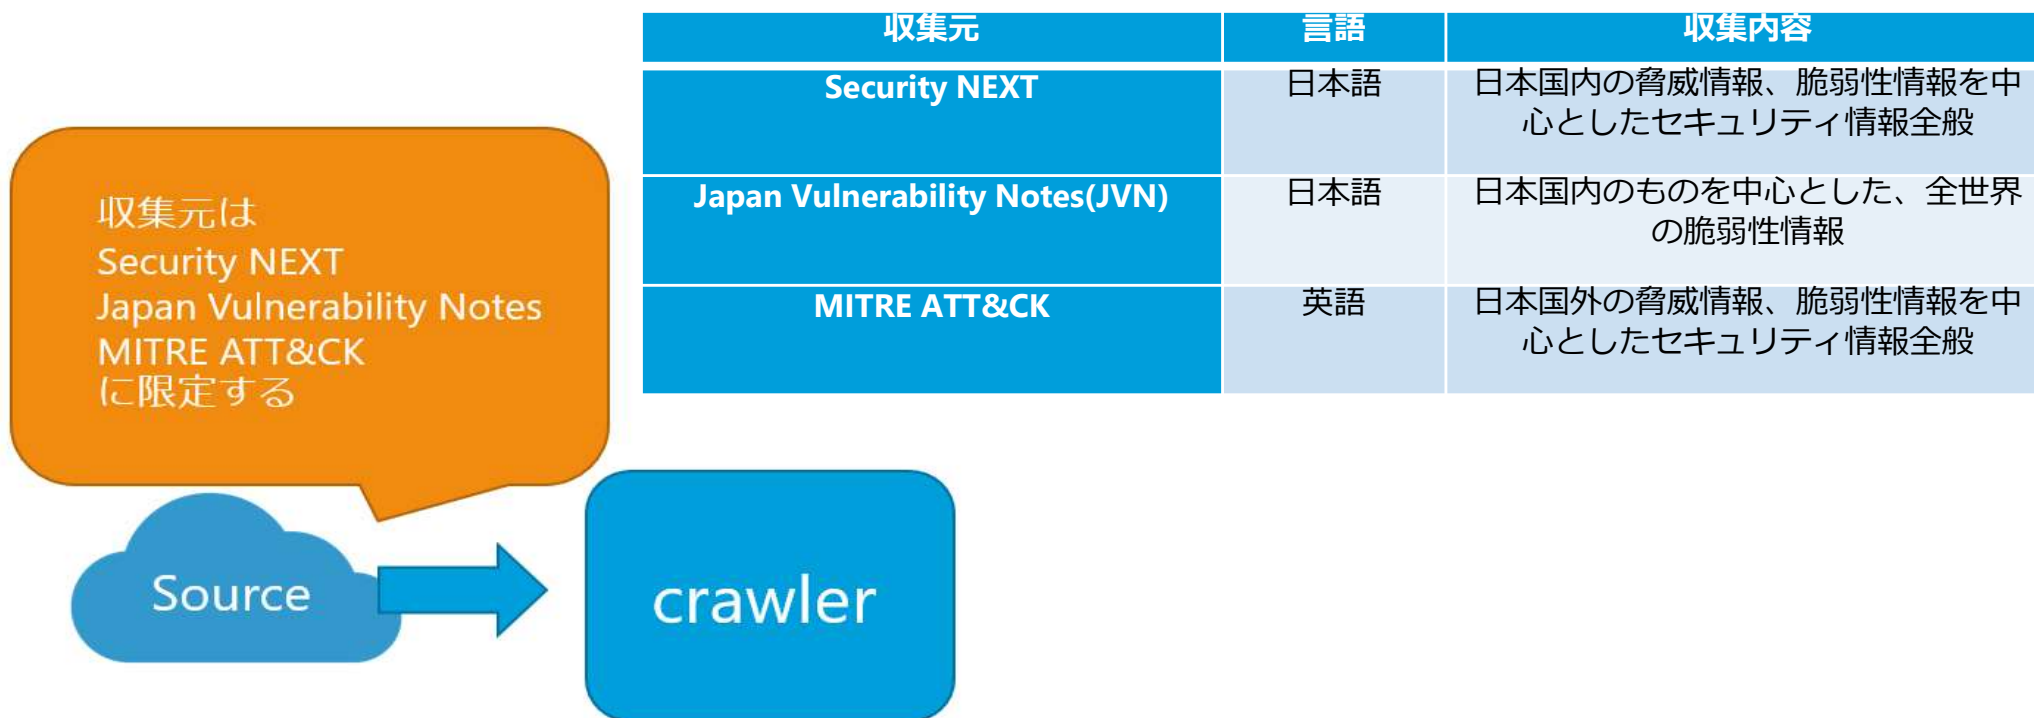 収集元 言語 収集内容
Security NEXT 日本語 日本国内の脅威情報、脆弱性情報を中
心としたセキュリティ情報全般
Japan Vulnerability Notes(JVN) 日本語 日本国内のものを中心とした、全世界
の脆弱性情報
MITRE ATT&CK 英語 日本国外の脅威情報、脆弱性情報を中
心としたセキュリティ情報全般
収集元は
Security NEXT
Japan Vulnerability Notes
MITRE ATT&CK
に限定する
Source
crawler